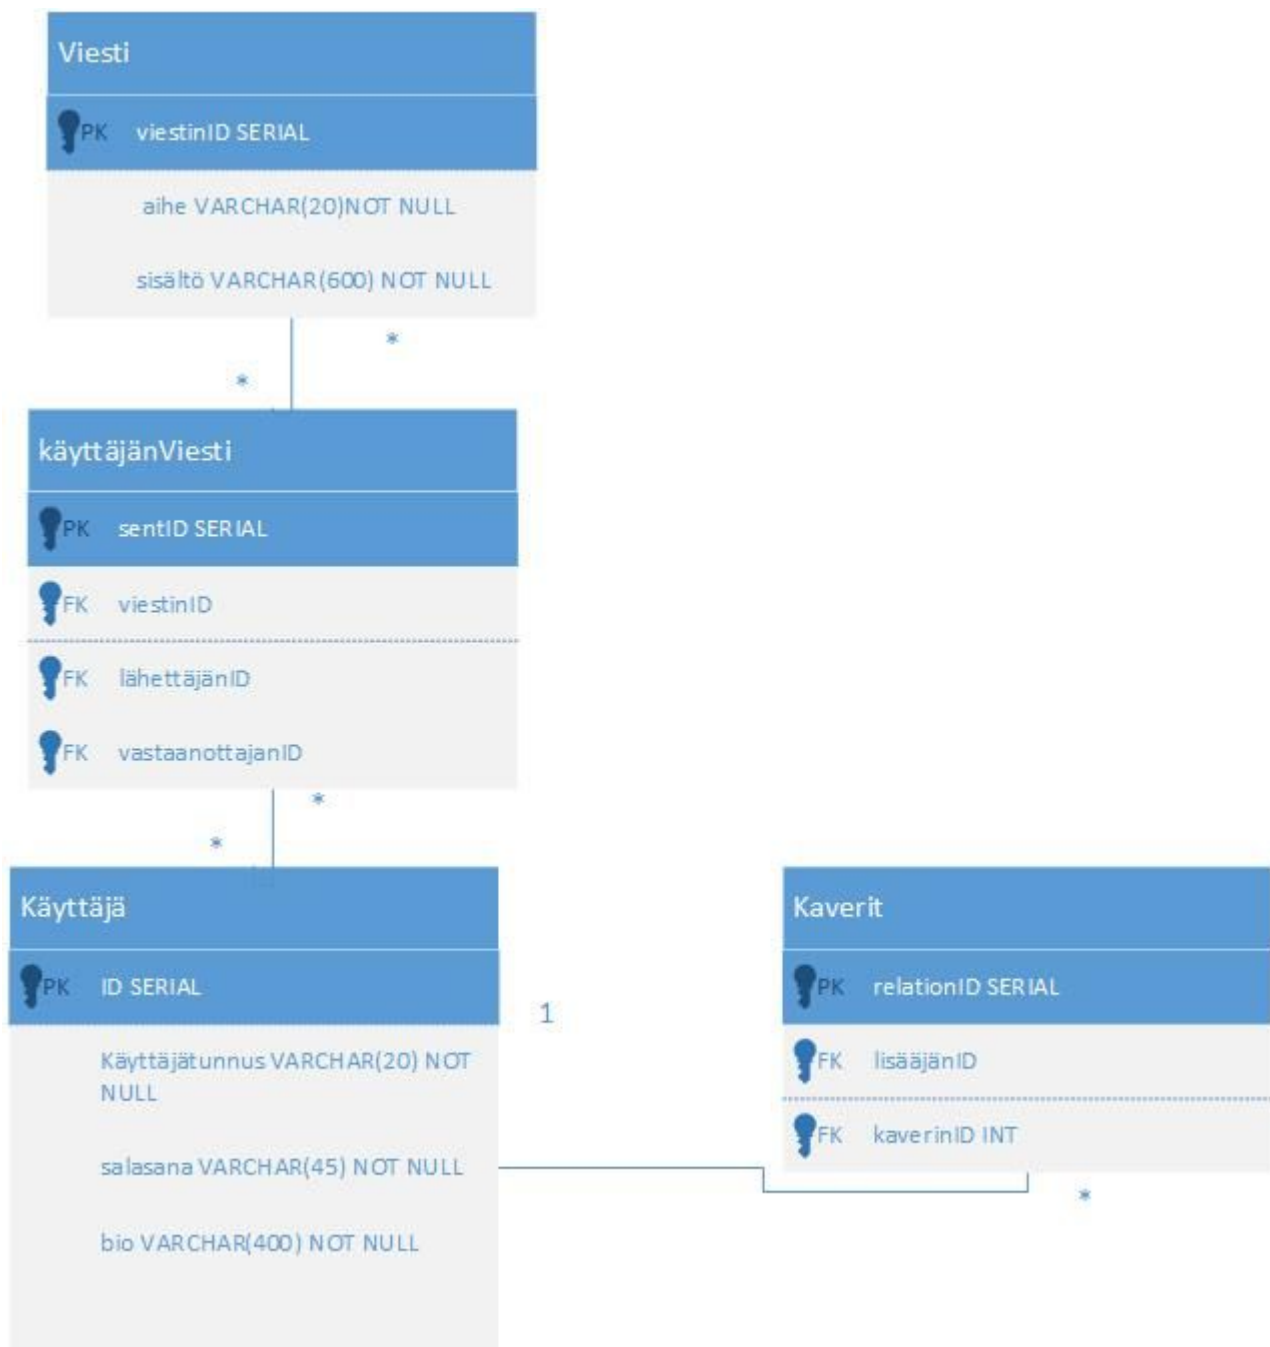 Viesti
PK viestinID SERIAL
aihe VARCHAR(20)NOT NULL
sisältö VARCHAR(600) NOT NULL
*
*
käyttäjänViesti
PK sentID SERIAL
FK viestinID
FK lähettäjänID
FK vastaanottajanID
*
*
Käyttäjä
PK ID SERIAL
Käyttäjätunnus VARCHAR(20) NOT
NULL
salasana VARCHAR(45) NOT NULL
bio VARCHAR(400) NOT NULL
1
Kaverit
PK relationID SERIAL
FK lisääjänID
FK kaverinID INT
*